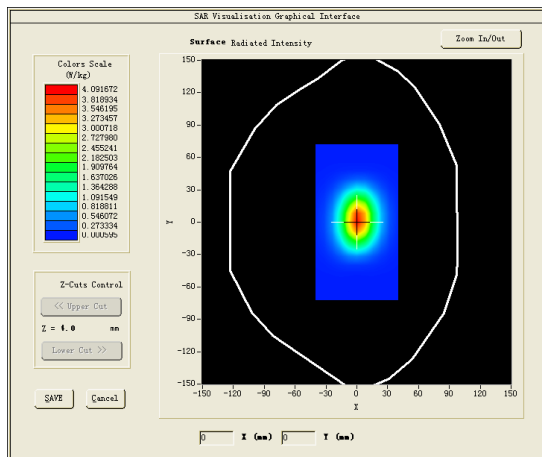 SAR Visualisation Graphical Interface
Surface Radiated Intensity
Zoom In/Out
Colors Scale
(W/kg)
4.091672
3.818934
3.546195
3.273457
3.000718
2.727980
2.455241
2.182503
1.909764
1.637026
1.364288
1.091549
0.818811
0.546072
0.273334
0.000595
Z-Cuts Control
<< Upper Cut
Z = 4.0 mm
Lower Cut >>
SAVE
Cancel
150
120
90
60
30
0
-30
-60
-90
-120
-150
Y
-150 -120 -90 -60 -30 0 30 60 90 120 150
X
0 X (mm) 0 Y (mm)